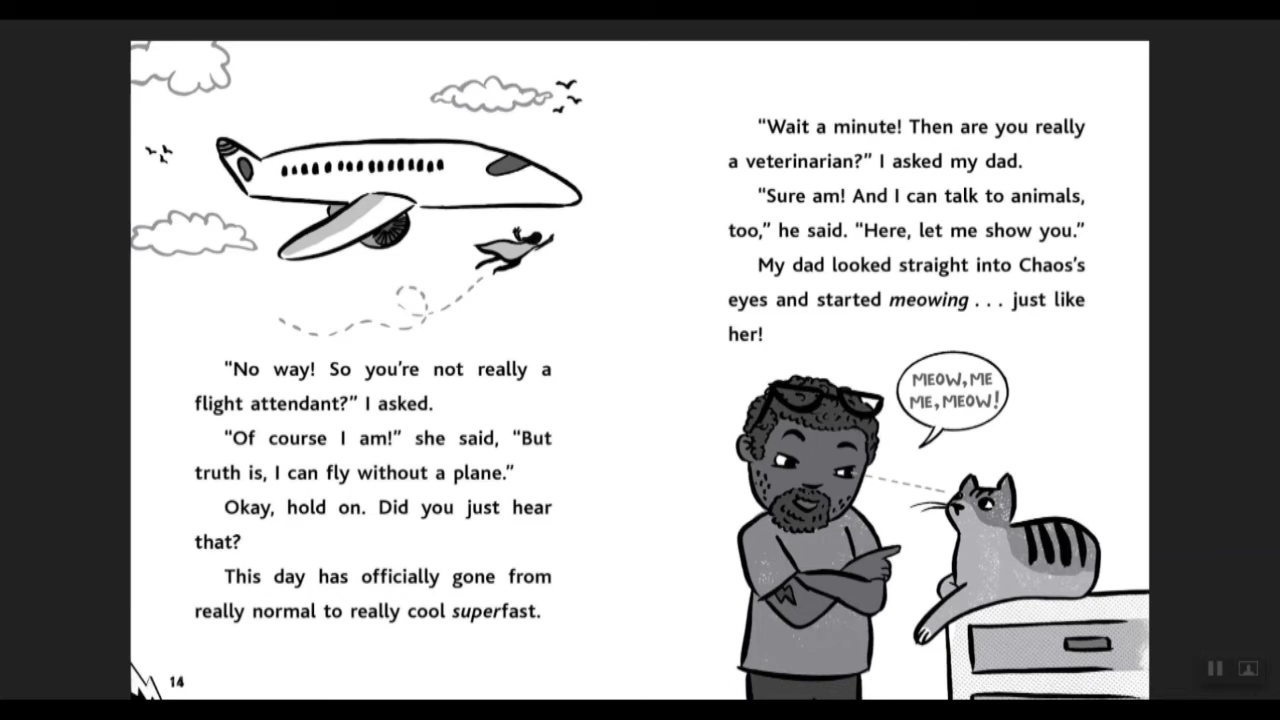 “No way! So you’re not really a
flight attendant?” I asked.
“Of course I am!” she said, “But
truth is, I can fly without a plane.”
Okay, hold on. Did you just hear
that?
This day has officially gone from
really normal to really cool superfast.
14
“Wait a minute! Then are you really
a veterinarian?” I asked my dad.
“Sure am! And I can talk to animals,
too,” he said. “Here, let me show you.”
My dad looked straight into Chaos’s
eyes and started meowing . . . just like
her!
MEOW, ME
ME, MEOW!